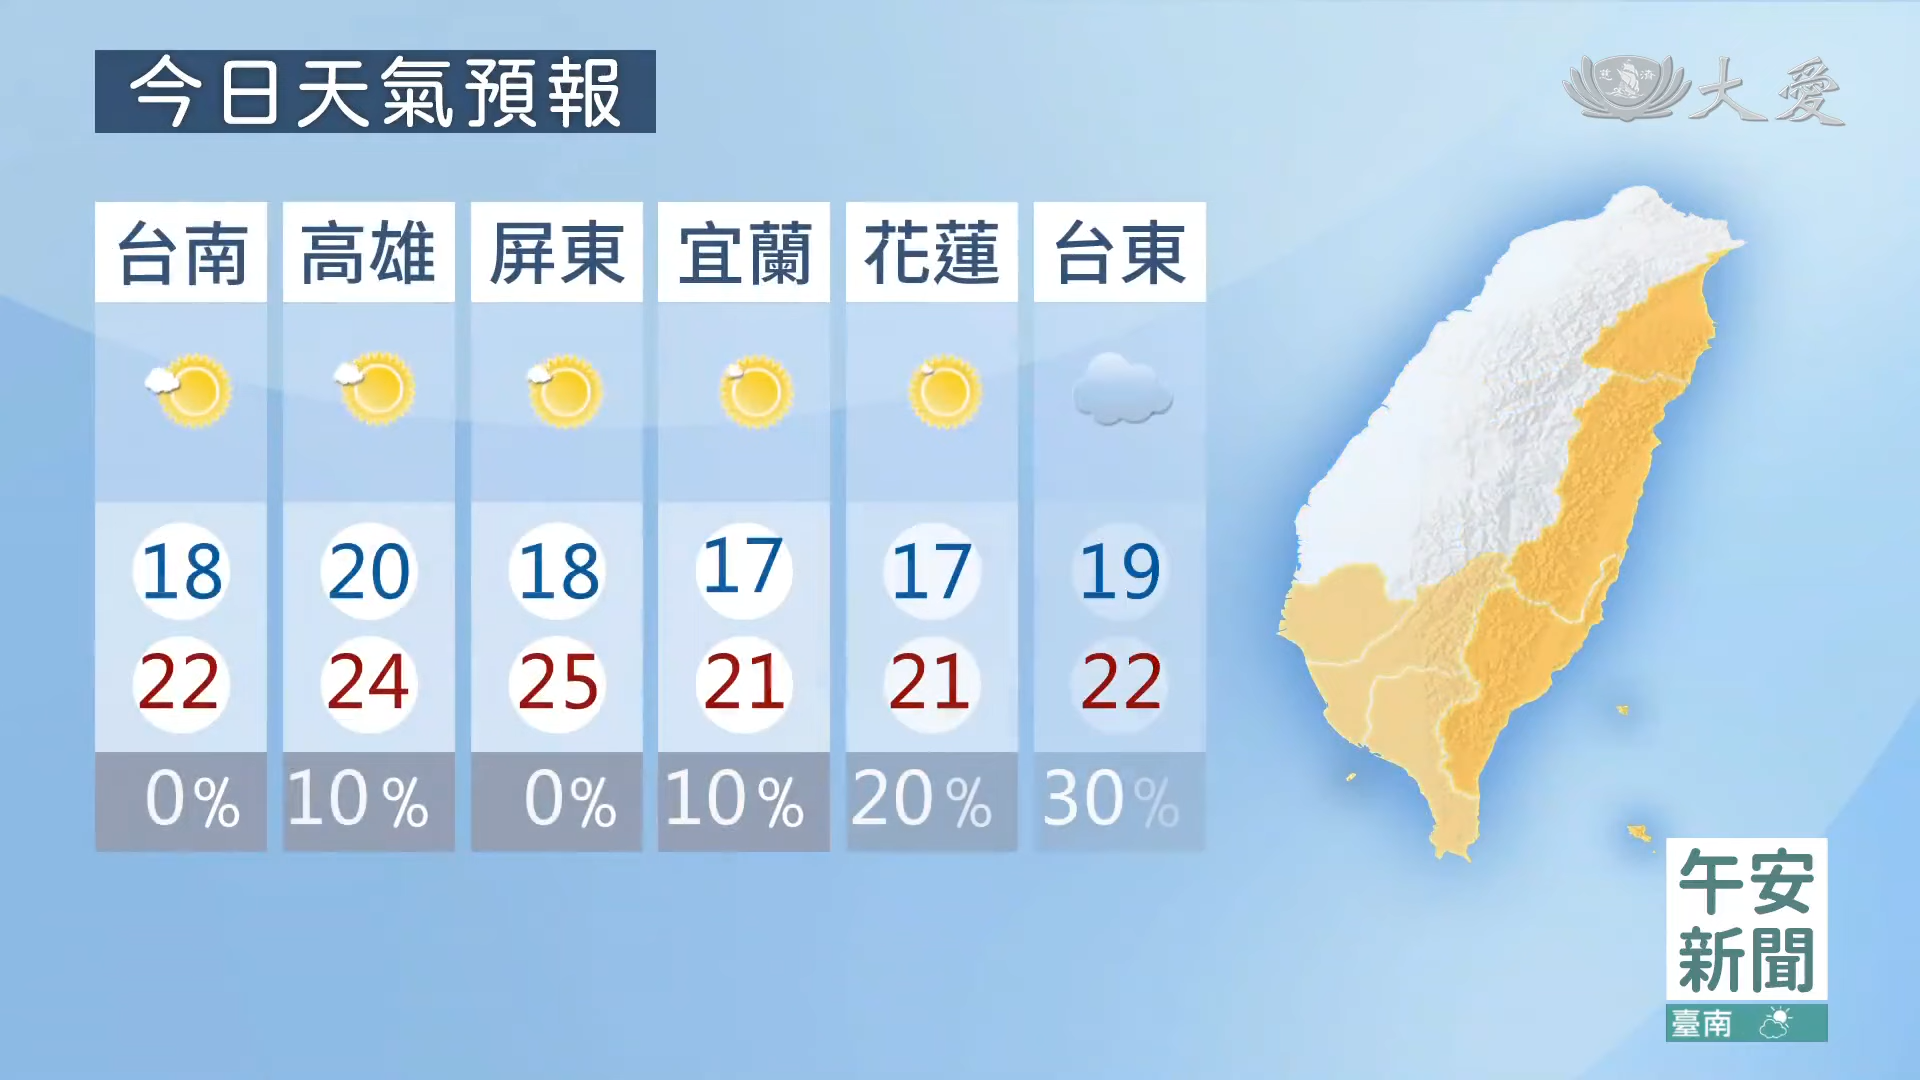 今日天氣預報
慈濟 大愛
台南 高雄 屏東 宜蘭 花蓮 台東
18 20 18 17 17 19
22 24 25 21 21 22
0% 10% 0% 10% 20% 30%
午安
新聞
臺南